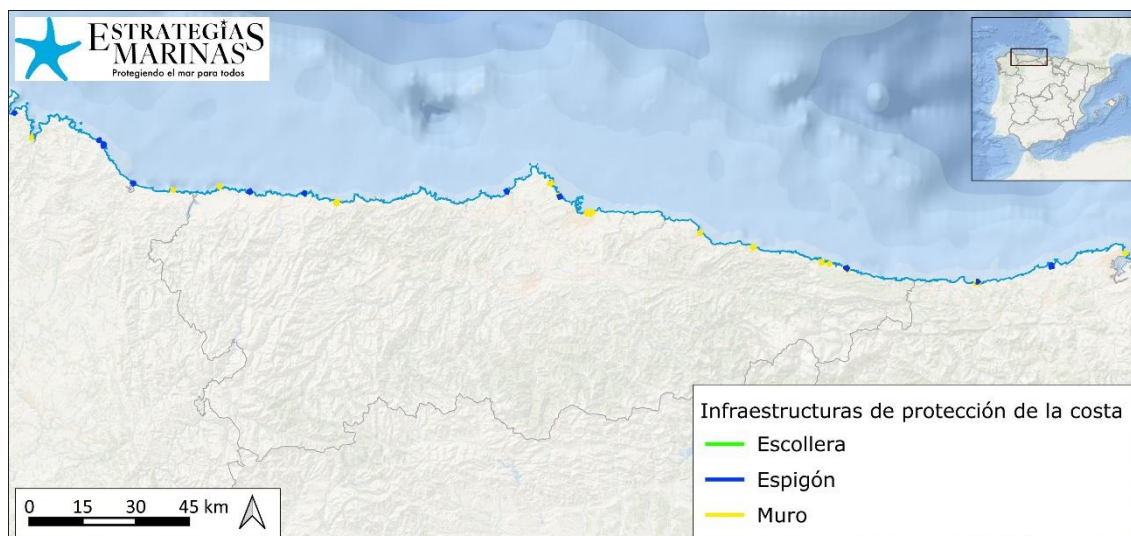 ESTRATEGIAS
MARINAS
Protegiendo el mar para todos
Infraestructuras de protección de la costa
Escollera
Espigón
Muro
0 15 30 45 km